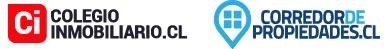 Ci COLEGIO
INMOBILIARIO.CL
CORREDORDE
PROPIEDADES.CL